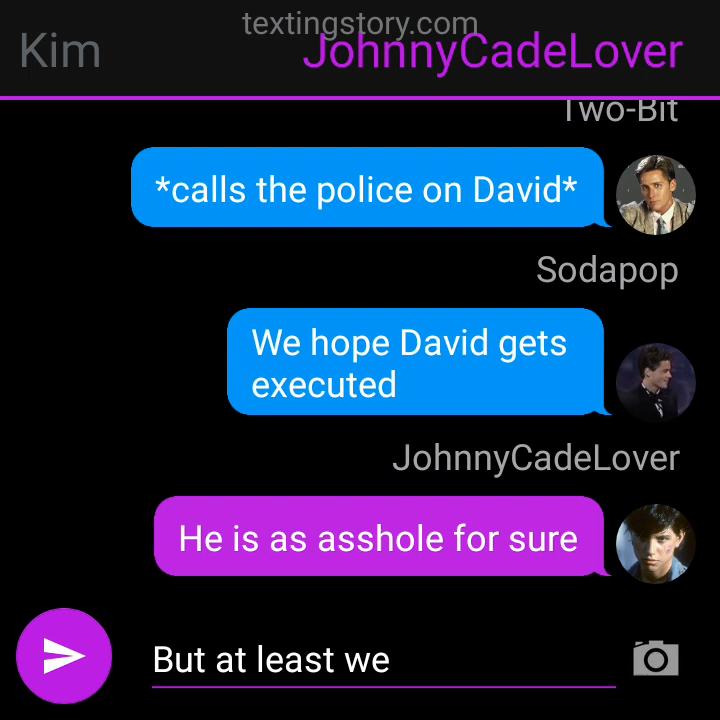 textingstory.com
Kim
JohnnyCadeLover
Two-Bit
*calls the police on David*
Sodapop
We hope David gets
executed
JohnnyCadeLover
He is as asshole for sure
But at least we